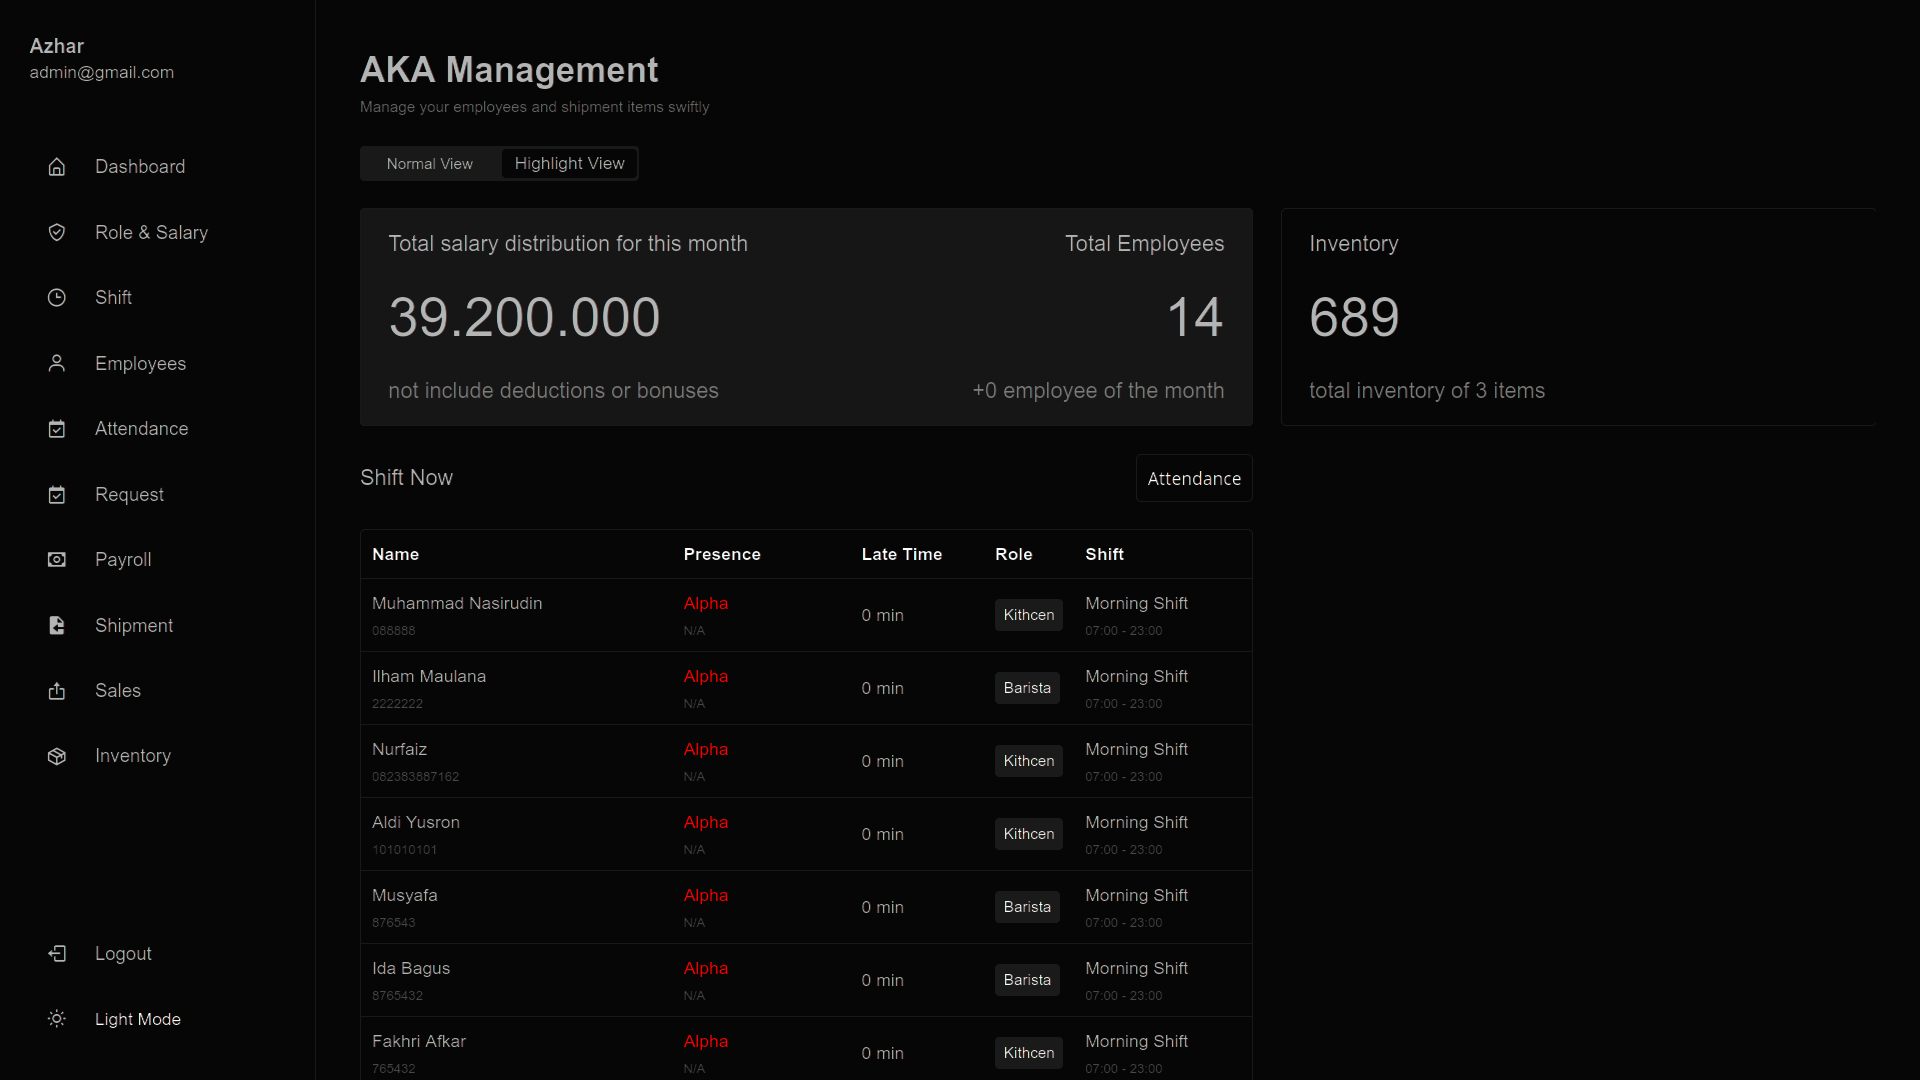 Azhar
admin@gmail.com
Dashboard
Role & Salary
Shift
Employees
Attendance
Request
Payroll
Shipment
Sales
Inventory
Logout
Light Mode
AKA Management
Manage your employees and shipment items swiftly
Normal View Highlight View
Total salary distribution for this month Total Employees
39.200.000 14
not include deductions or bonuses +0 employee of the month
Inventory
689
total inventory of 3 items
Shift Now Attendance
Name Presence Late Time Role Shift
Muhammad Nasirudin Alpha 0 min Kithcen Morning Shift
088888 N/A 07:00 - 23:00
Ilham Maulana Alpha 0 min Barista Morning Shift
2222222 N/A 07:00 - 23:00
Nurfaiz Alpha 0 min Kithcen Morning Shift
082383887162 N/A 07:00 - 23:00
Aldi Yusron Alpha 0 min Kithcen Morning Shift
101010101 N/A 07:00 - 23:00
Musyafa Alpha 0 min Barista Morning Shift
876543 N/A 07:00 - 23:00
Ida Bagus Alpha 0 min Barista Morning Shift
8765432 N/A 07:00 - 23:00
Fakhri Afkar Alpha 0 min Kithcen Morning Shift
765432 N/A 07:00 - 23:00